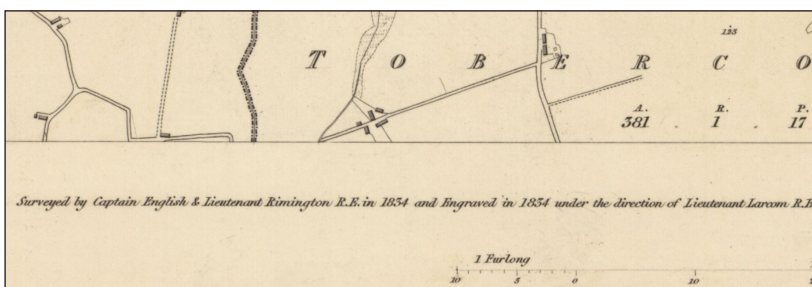 123
T O B E R C O
A. R. P.
381 . 1 . 17
Surveyed by Captain English & Lieutenant Rimington R.E. in 1834 and Engraved in 1834 under the direction of Lieutenant Larcom R.E
1 Furlong
10 5 0 10